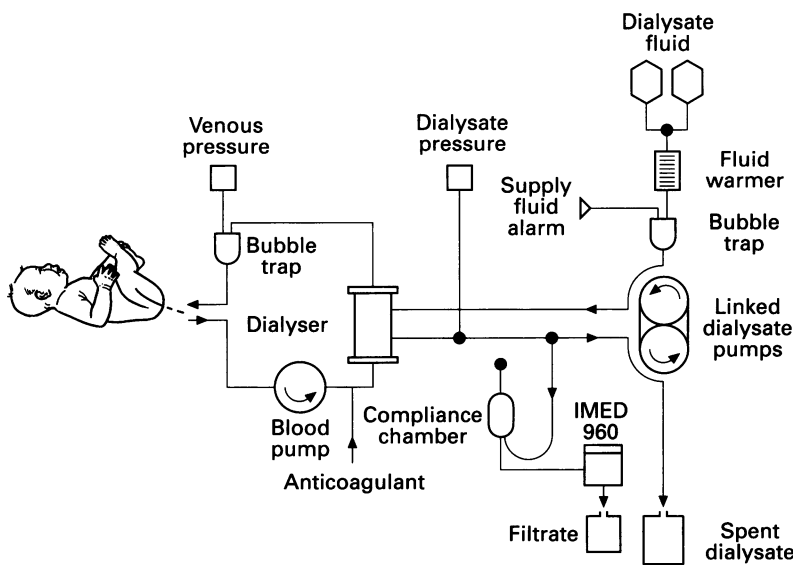 Dialysate
fluid
Venous
pressure
Dialysate
pressure
Fluid
warmer
Supply
fluid
alarm
Bubble
trap
Bubble
trap
Dialyser
Linked
dialysate
pumps
Compliance
chamber
IMED
960
Blood
pump
Anticoagulant
Filtrate
Spent
dialysate